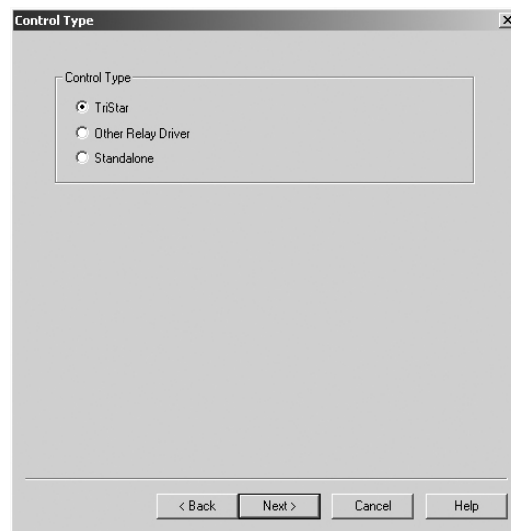 Control Type
Control Type
TriStar
Other Relay Driver
Standalone
< Back Next > Cancel Help